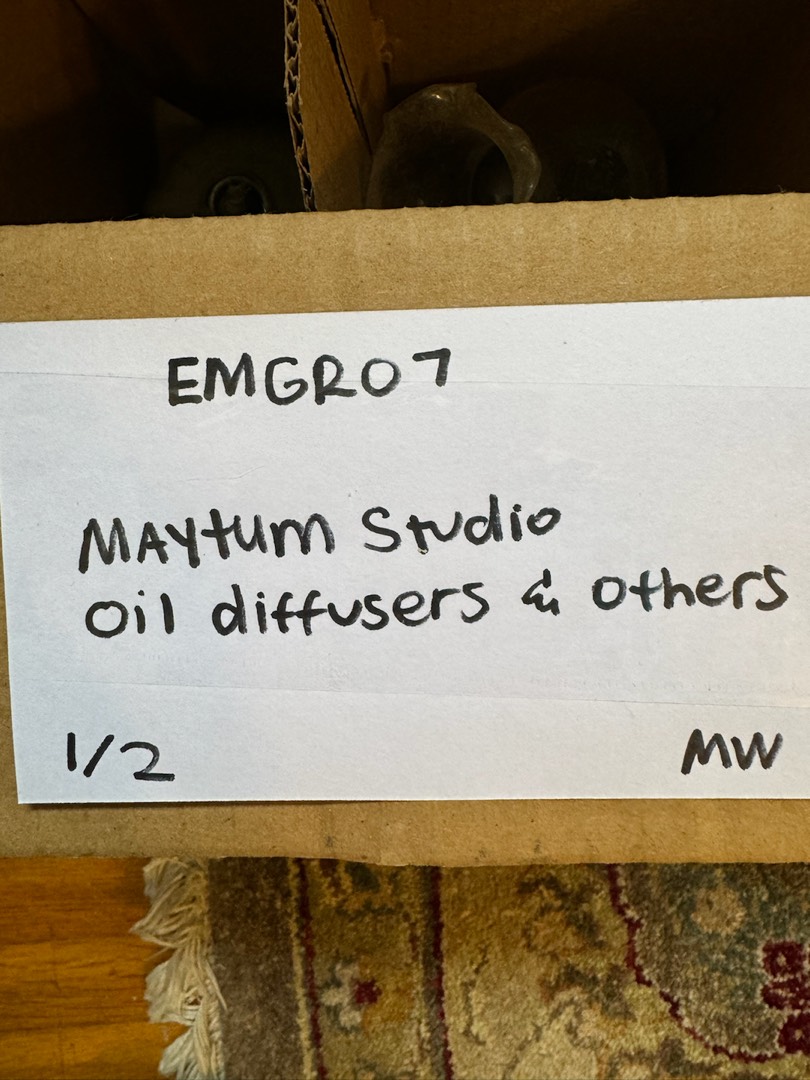 EMGR07
MAYtum Studio
oil diffusers & others
1/2
MW